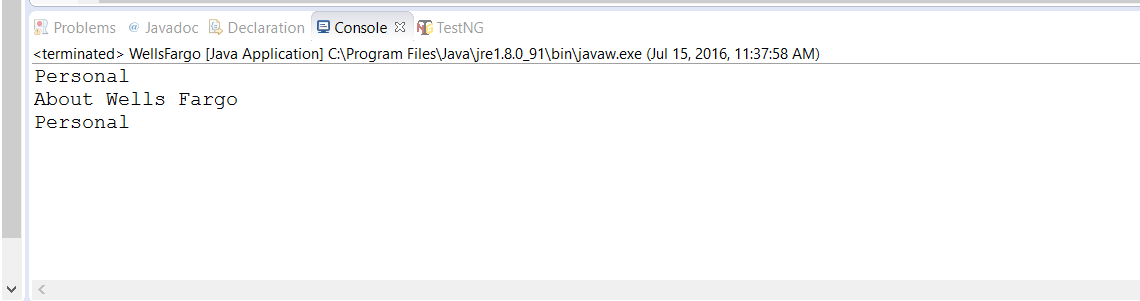 Problems @ Javadoc Declaration Console TestNG
<terminated> WellsFargo [Java Application] C:\Program Files\Java\jre1.8.0_91\bin\javaw.exe (Jul 15, 2016, 11:37:58 AM)
Personal
About Wells Fargo
Personal